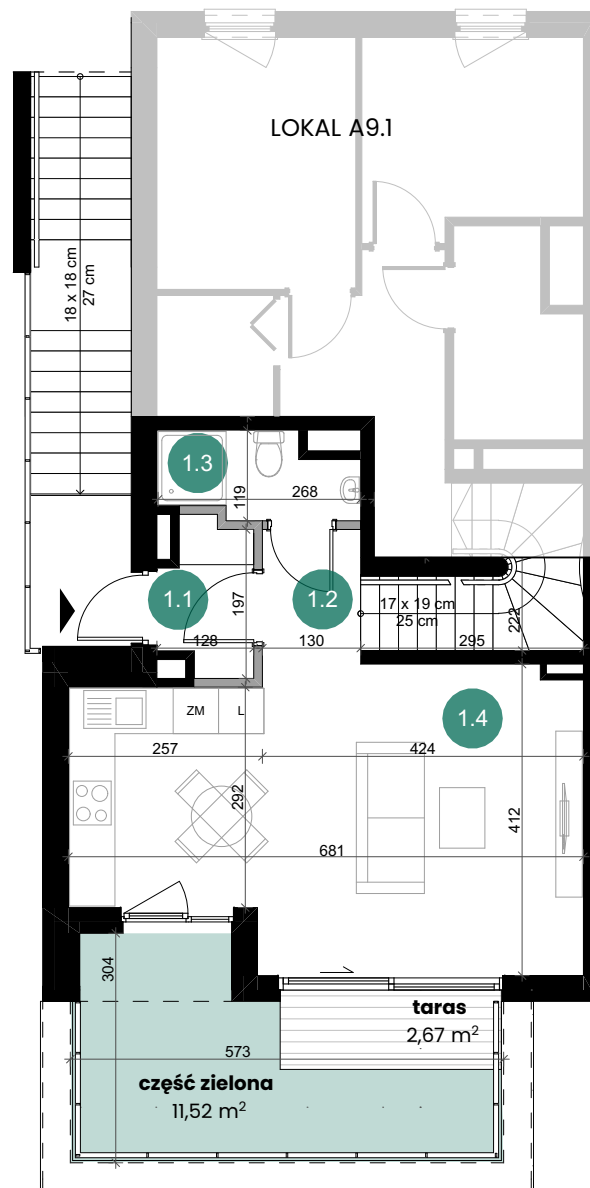 LOKAL A9.1
18 x 18 cm
27 cm
1.3
119
268
1.1
1.2
197
17 x 19 cm
25 cm
222
128
130
295
ZM
L
1.4
257
424
292
412
681
304
taras
2,67 m²
573
część zielona
11,52 m²